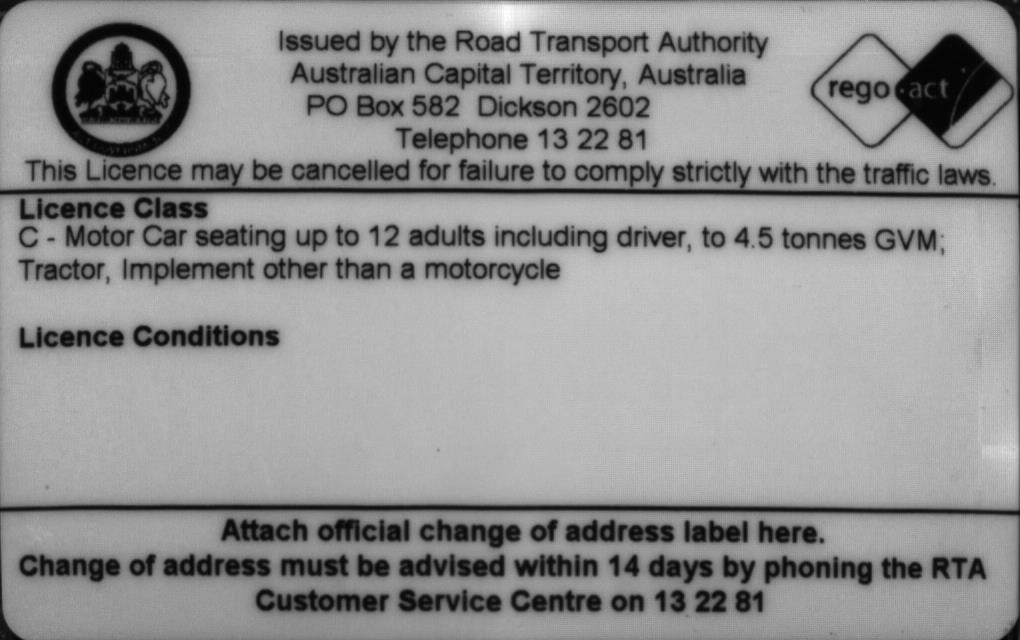 Issued by the Road Transport Authority
Australian Capital Territory, Australia
PO Box 582 Dickson 2602
Telephone 13 22 81
rego act
This Licence may be cancelled for failure to comply strictly with the traffic laws.
Licence Class
C - Motor Car seating up to 12 adults including driver, to 4.5 tonnes GVM;
Tractor, Implement other than a motorcycle
Licence Conditions
Attach official change of address label here.
Change of address must be advised within 14 days by phoning the RTA
Customer Service Centre on 13 22 81